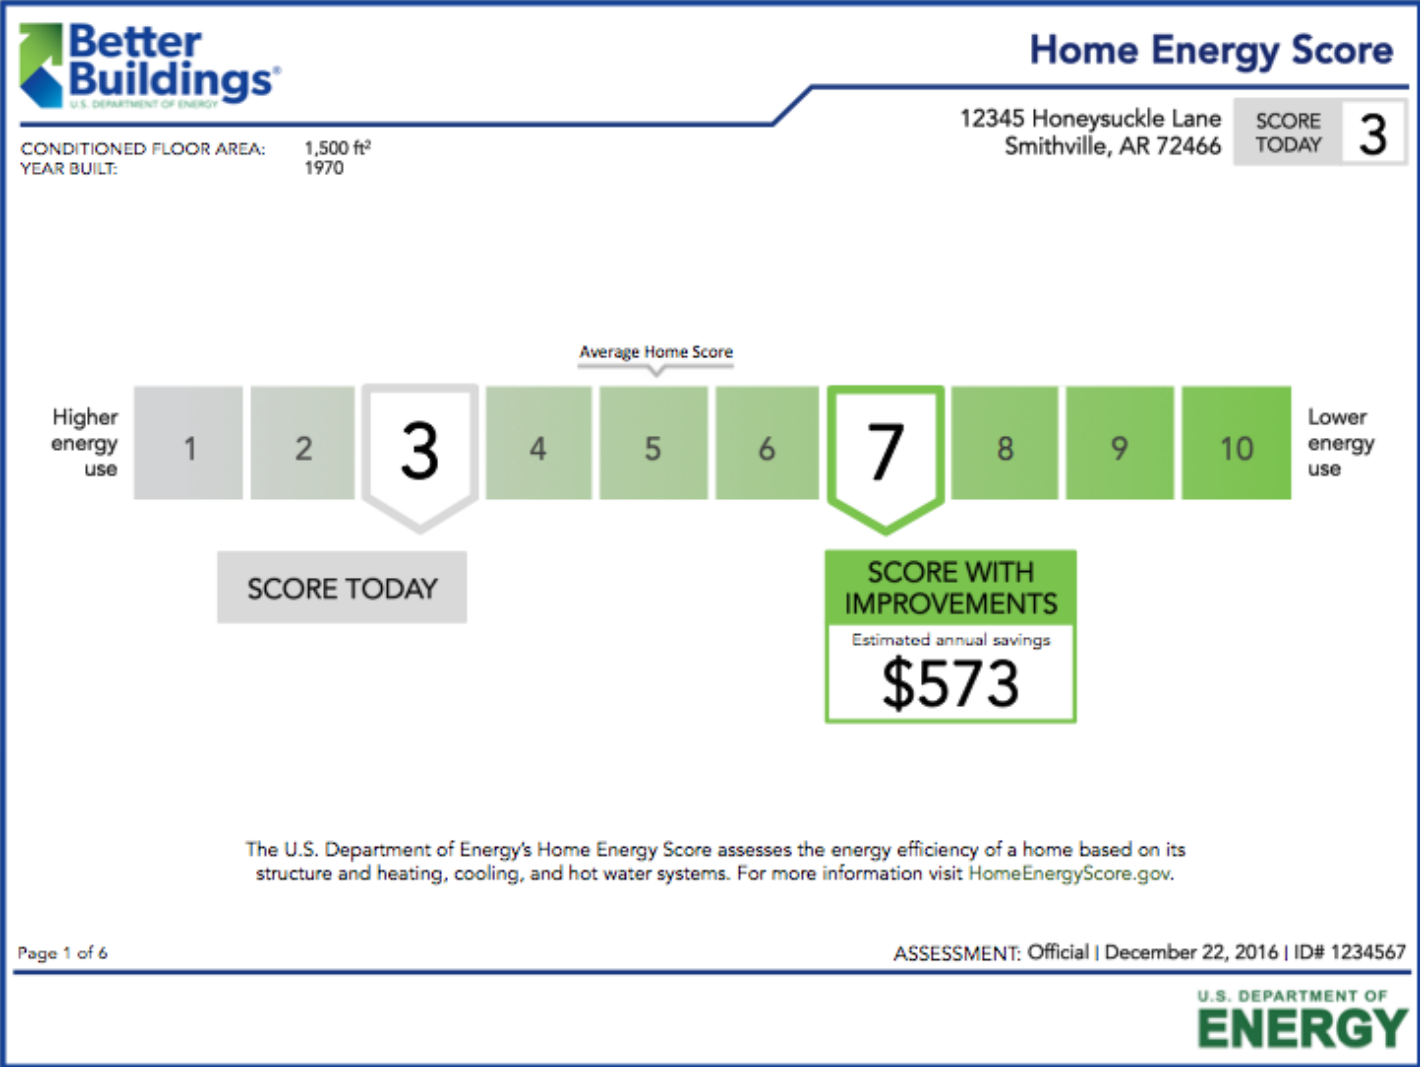 Better
Buildings®
U.S. DEPARTMENT OF ENERGY
Home Energy Score
12345 Honeysuckle Lane
Smithville, AR 72466
SCORE
TODAY
3
CONDITIONED FLOOR AREA: 1,500 ft²
YEAR BUILT: 1970
Average Home Score
Higher
energy
use
1 2 3 4 5 6 7 8 9 10
Lower
energy
use
SCORE TODAY
SCORE WITH
IMPROVEMENTS
Estimated annual savings
$573
The U.S. Department of Energy's Home Energy Score assesses the energy efficiency of a home based on its
structure and heating, cooling, and hot water systems. For more information visit HomeEnergyScore.gov.
Page 1 of 6
ASSESSMENT: Official | December 22, 2016 | ID# 1234567
U.S. DEPARTMENT OF
ENERGY